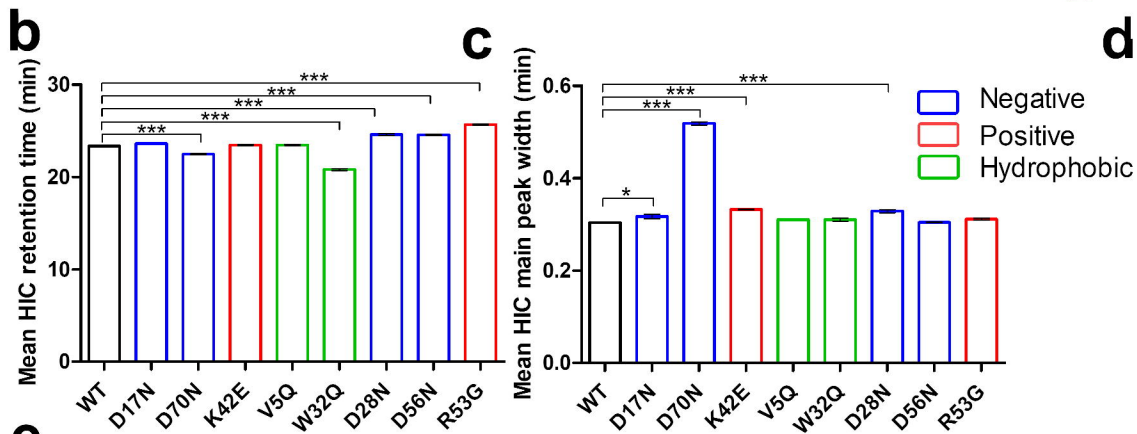 b
Mean HIC retention time (min)
30
20
10
0
***
***
***
***
***
WT
D17N
D70N
K42E
V5Q
W32Q
D28N
D56N
R53G
c
Mean HIC main peak width (min)
0.6
0.4
0.2
0.0
***
***
***
*
WT
D17N
D70N
K42E
V5Q
W32Q
D28N
D56N
R53G
d
Negative
Positive
Hydrophobic